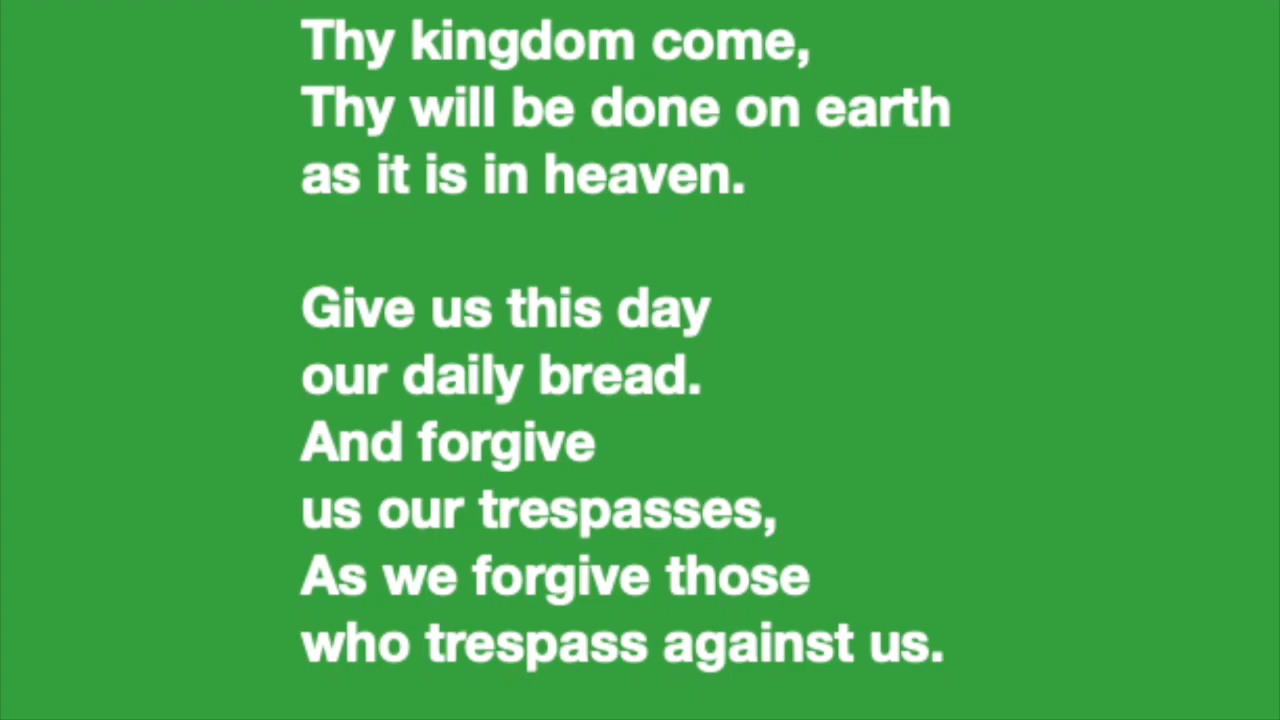 Thy kingdom come,
Thy will be done on earth
as it is in heaven.
Give us this day
our daily bread.
And forgive
us our trespasses,
As we forgive those
who trespass against us.